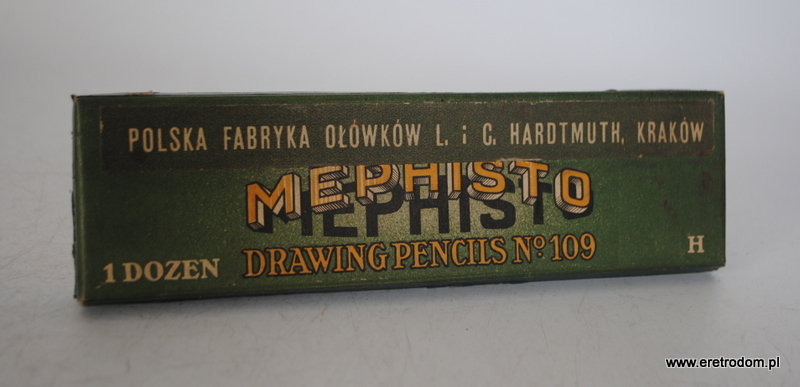 POLSKA FABRYKA OŁÓWKÓW L. i C. HARDTMUTH, KRAKÓW
MEPHISTO
DRAWING PENCILS No 109
1 DOZEN
H
www.eretrodom.pl